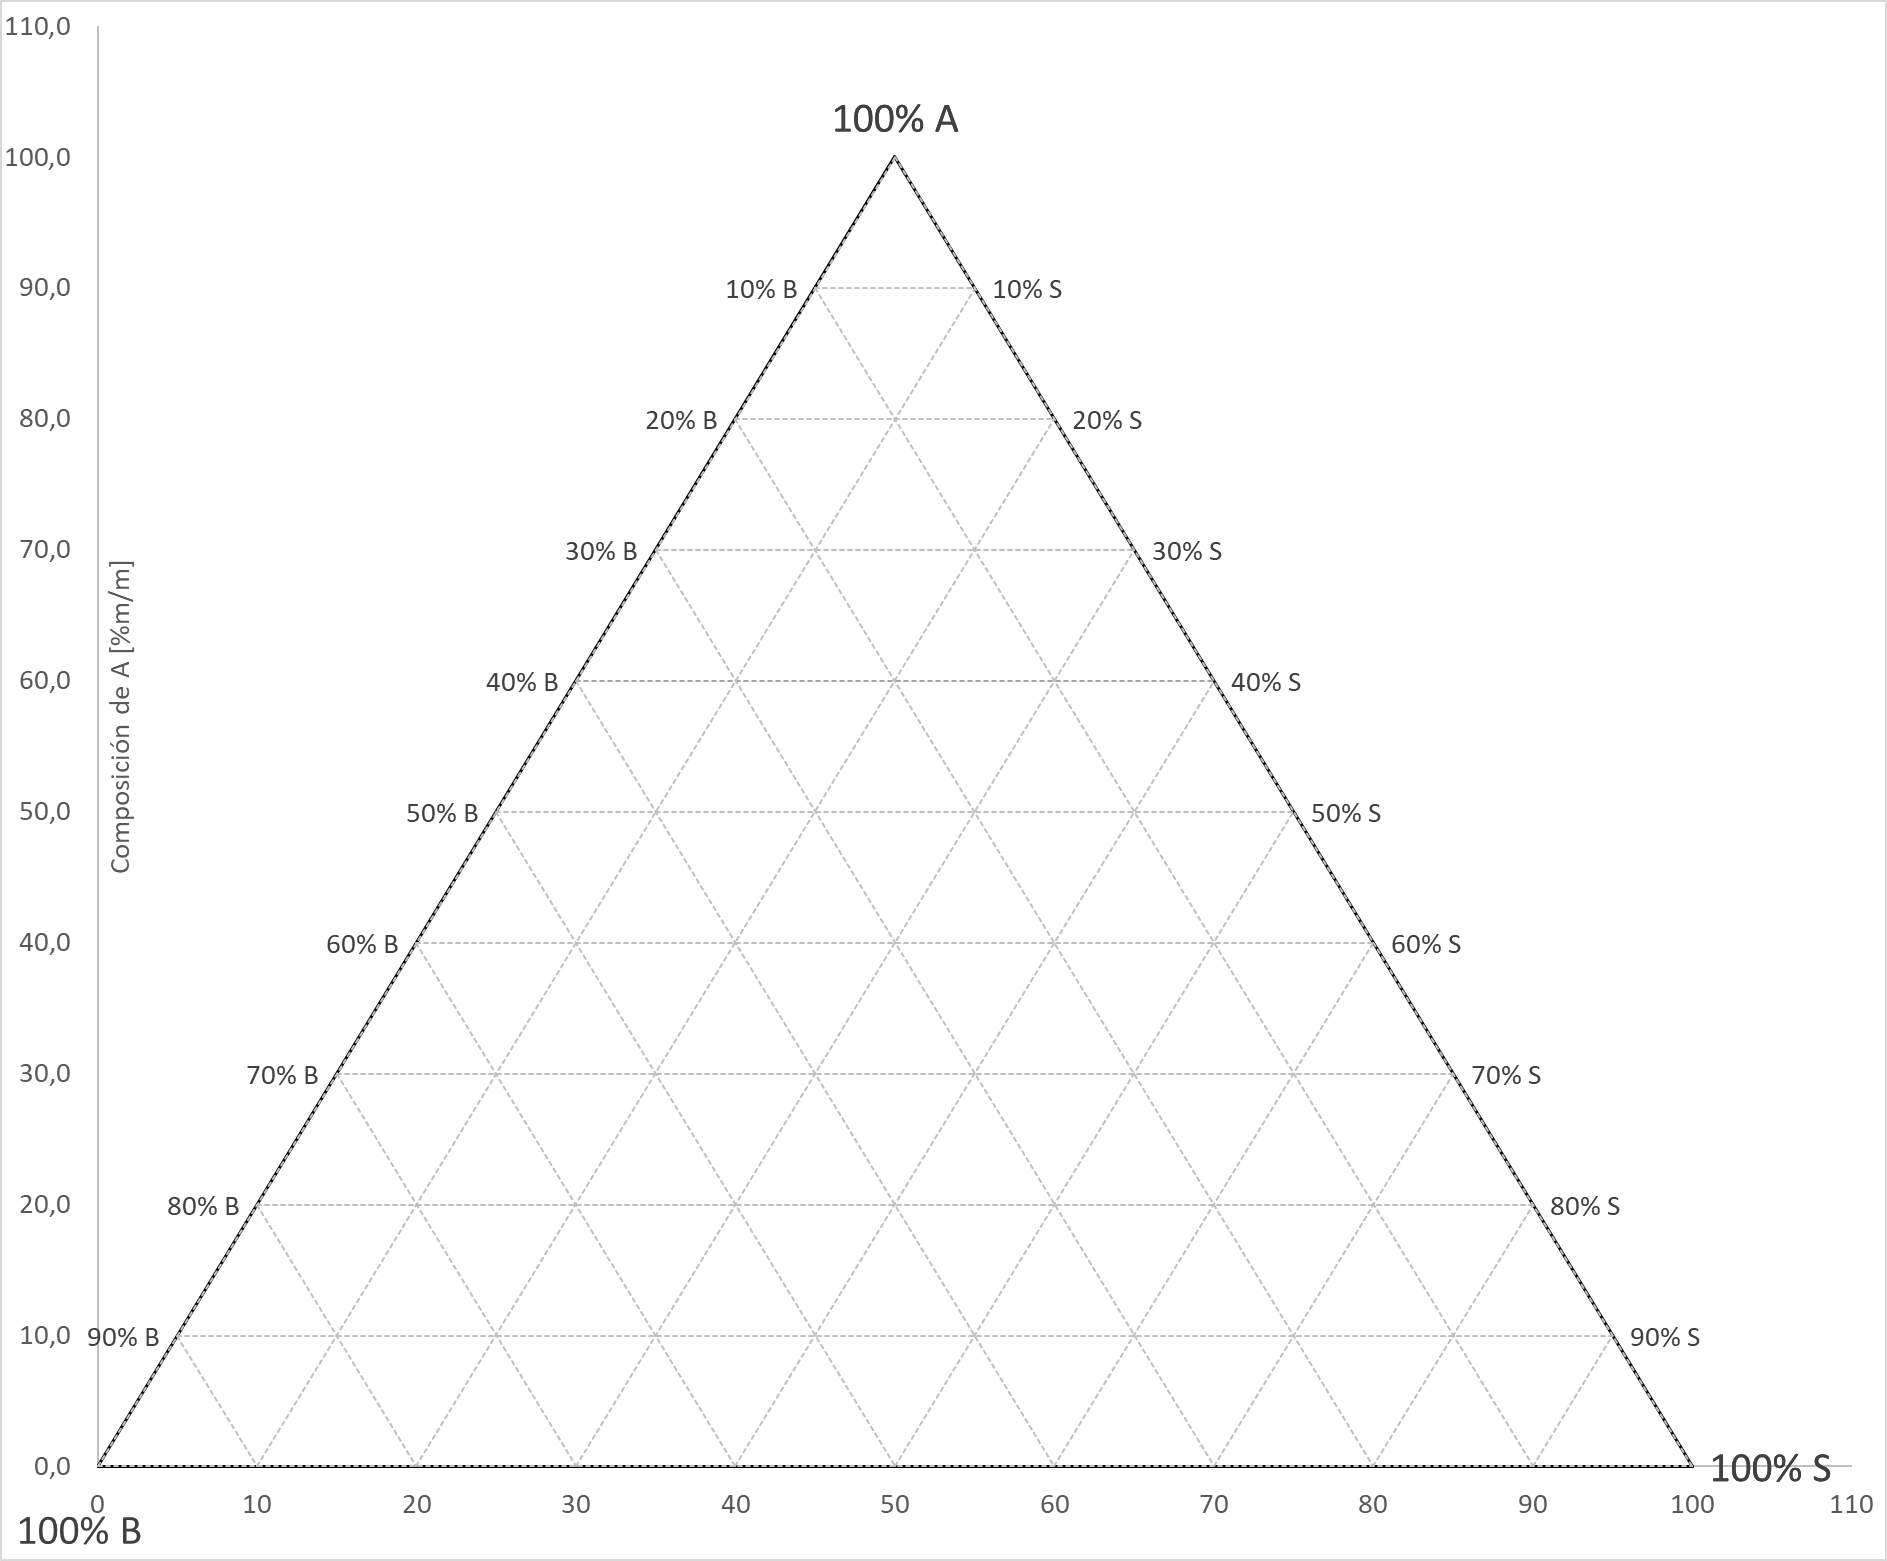 110,0
100% A
100,0
90,0
10% B
10% S
80,0
20% B
20% S
70,0
30% B
30% S
Composición de A [%m/m]
60,0
40% B
40% S
50,0
50% B
50% S
40,0
60% B
60% S
30,0
70% B
70% S
20,0
80% B
80% S
10,0
90% B
90% S
0,0
100% S
0 10 20 30 40 50 60 70 80 90 100 110
100% B